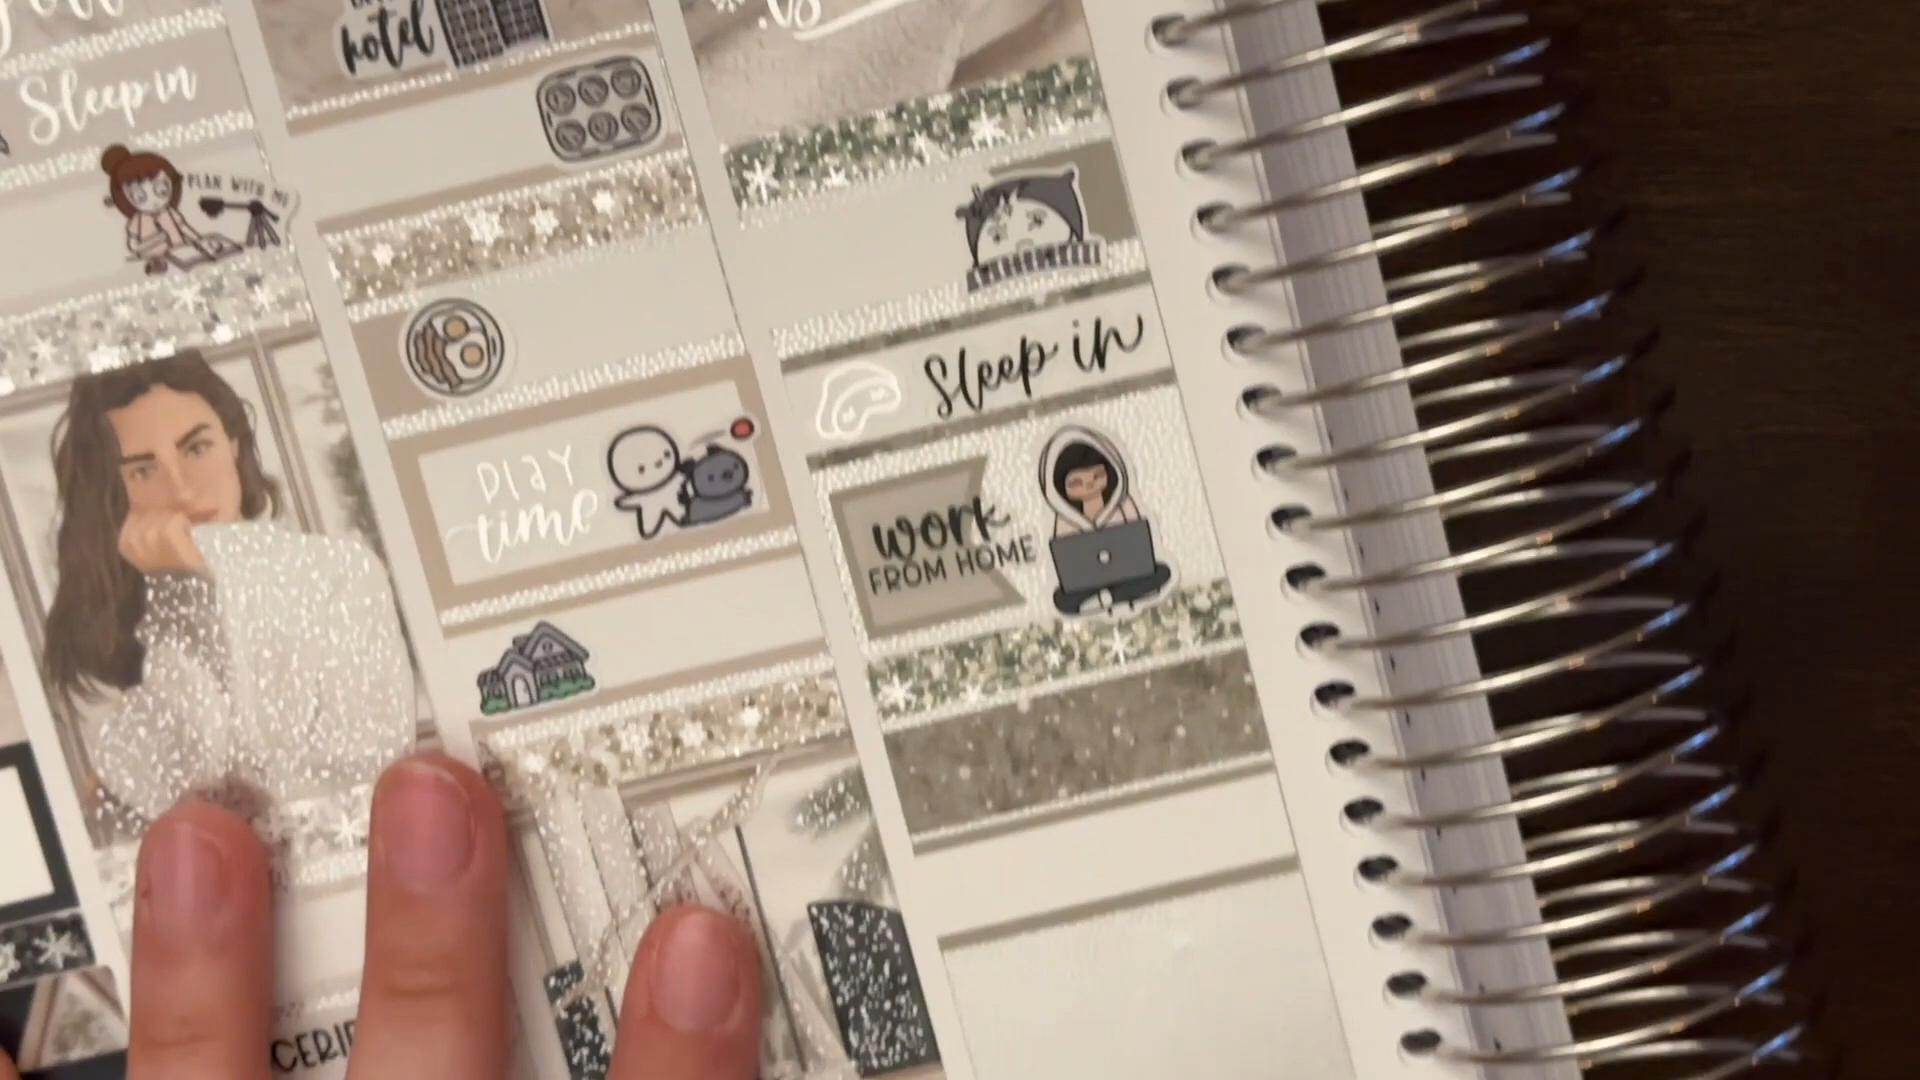 hotel
Sleep in
PLAN WITH ME
Sleep in
PLAY
time
work
FROM HOME